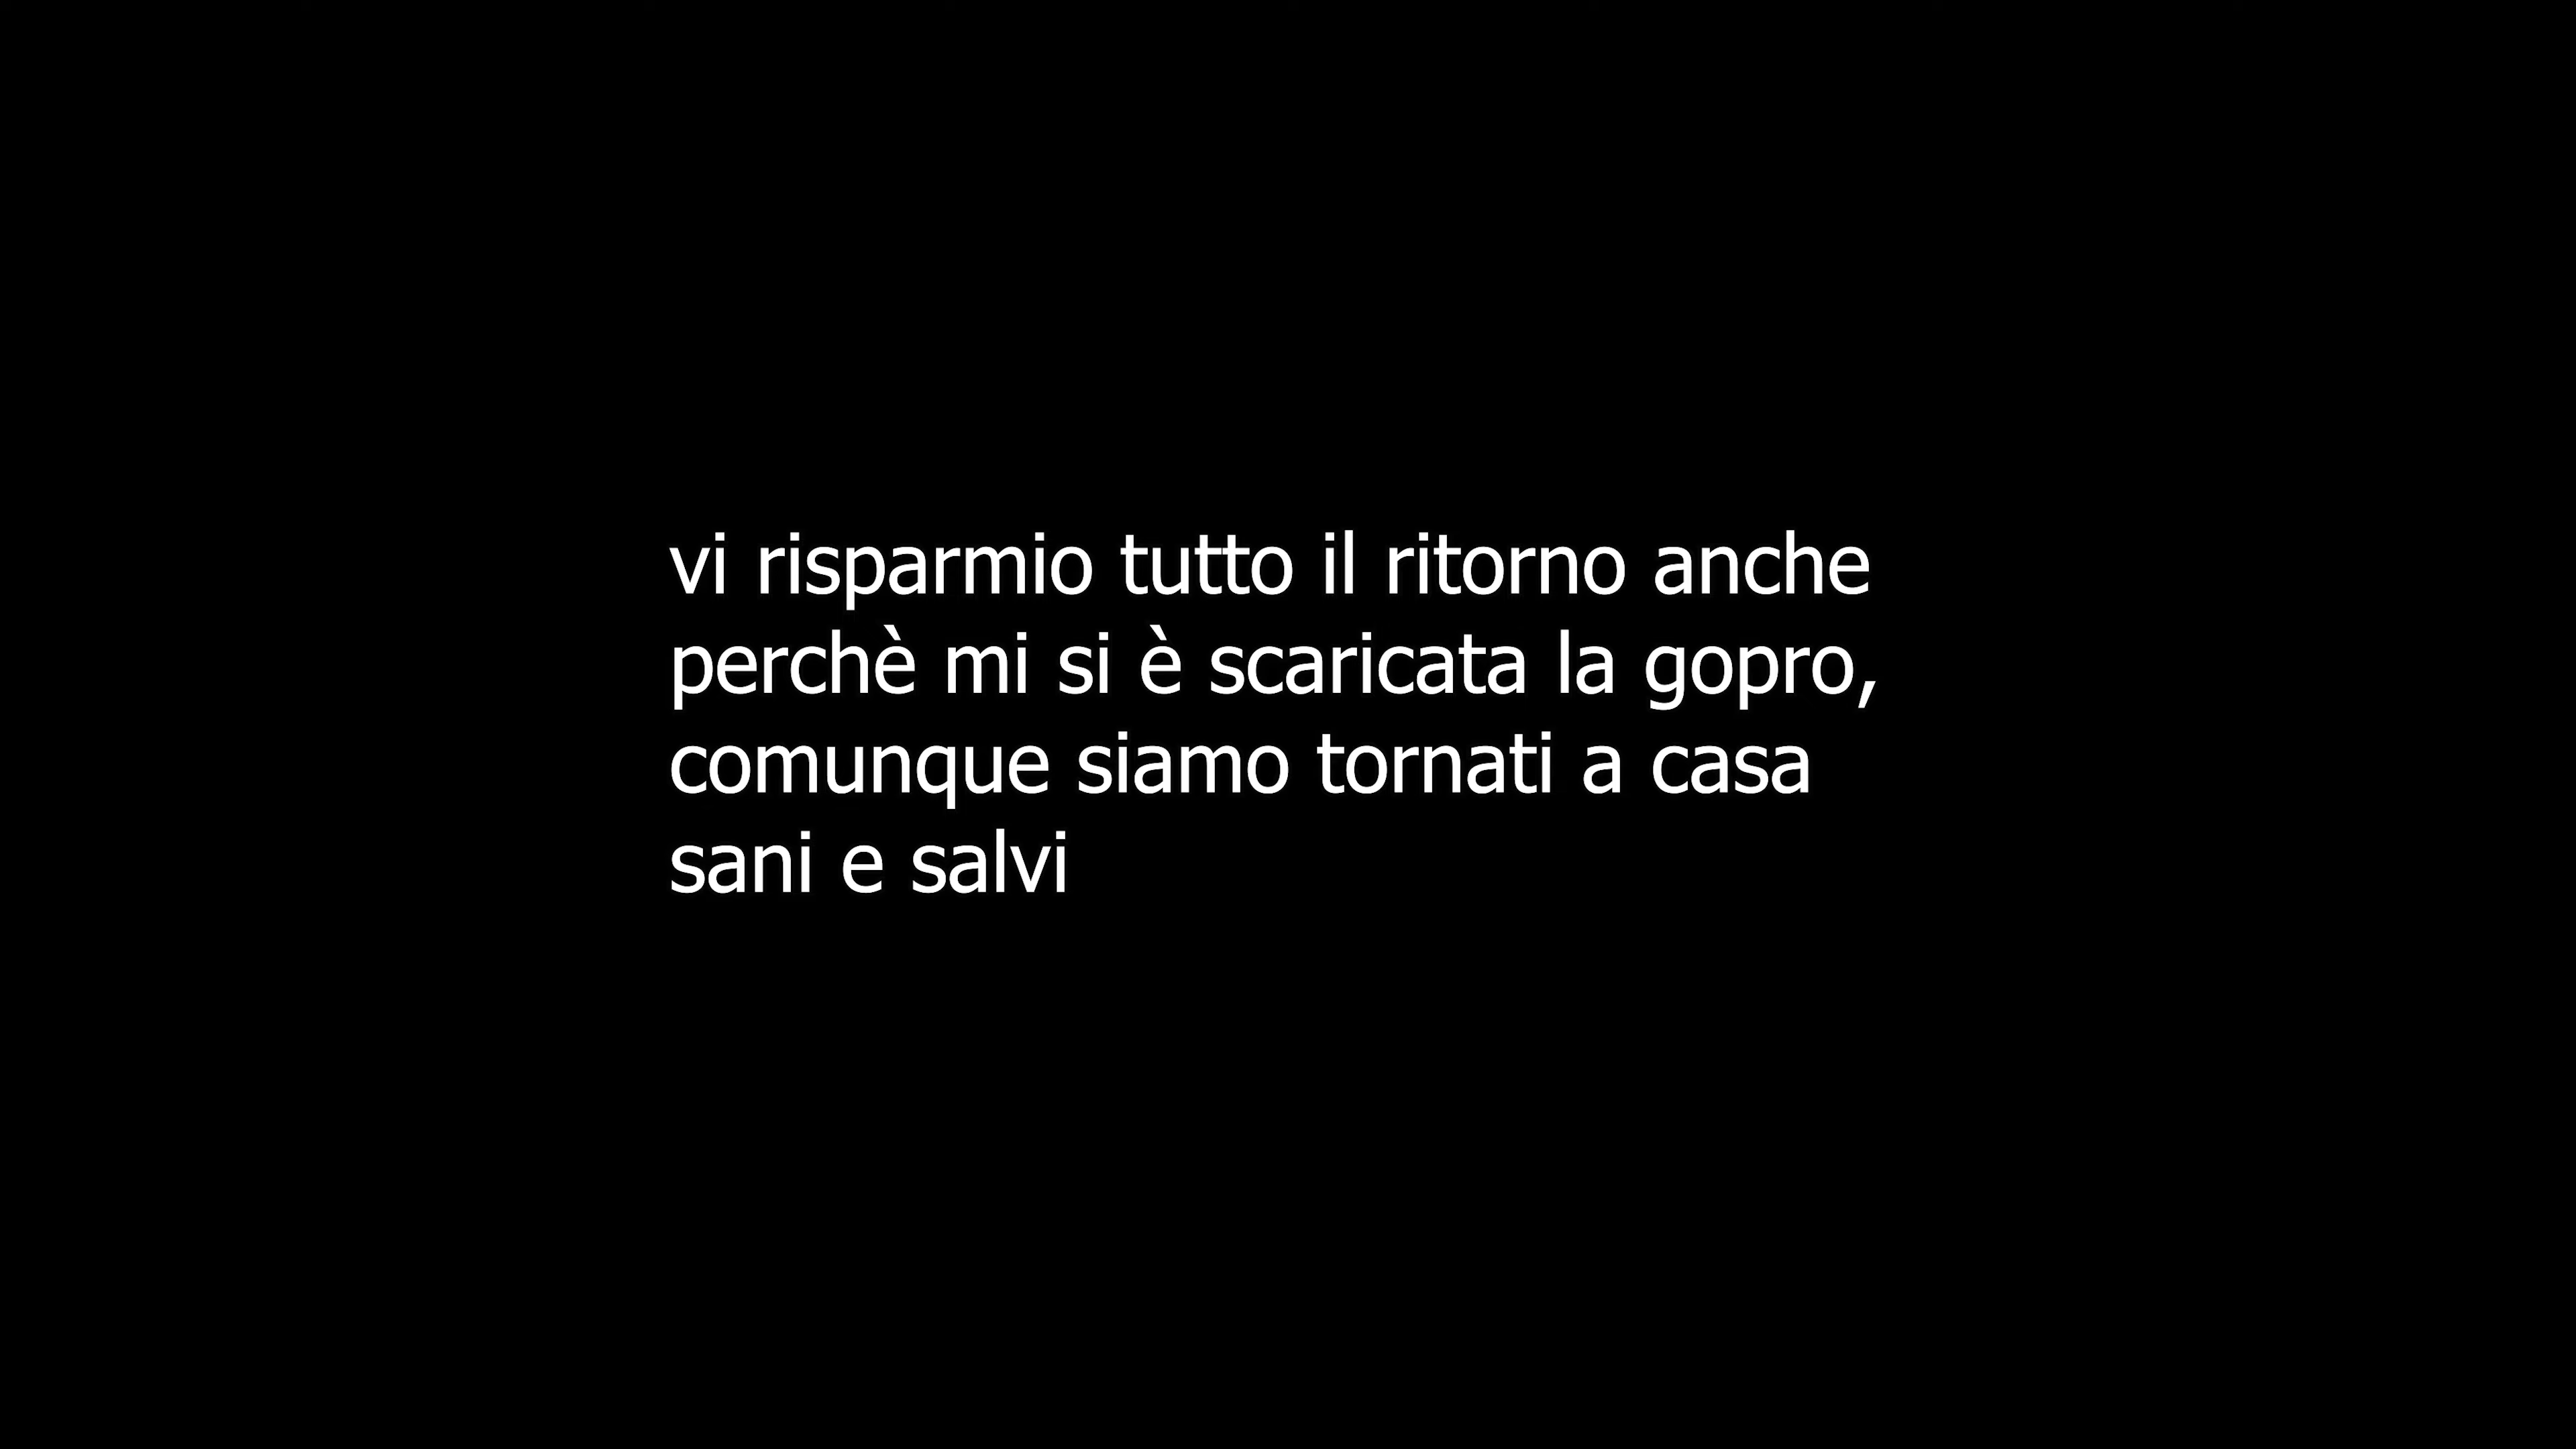 vi risparmio tutto il ritorno anche
perchè mi si è scaricata la gopro,
comunque siamo tornati a casa
sani e salvi